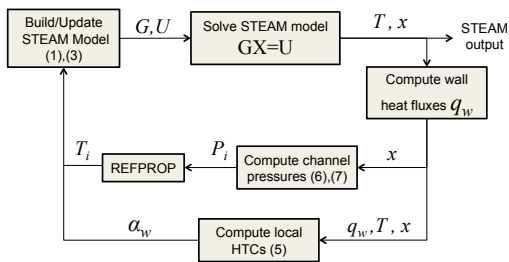 Build/Update
STEAM Model
(1),(3)
G,U
Solve STEAM model
GX=U
T, x
STEAM
output
Compute wall
heat fluxes q_w
T_i
REFPROP
P_i
Compute channel
pressures (6),(7)
x
α_w
Compute local
HTCs (5)
q_w, T, x